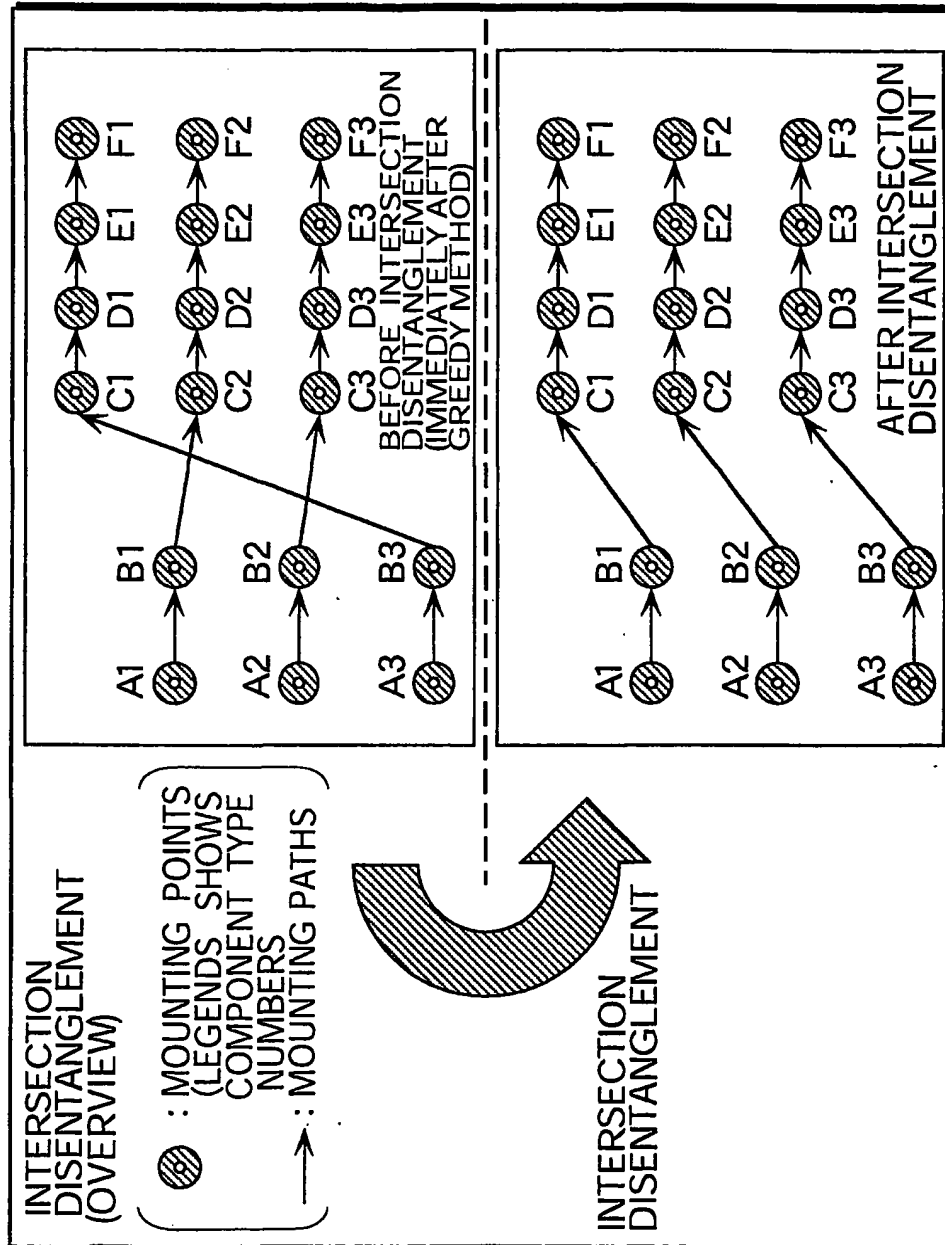 INTERSECTION
DISENTANGLEMENT
(OVERVIEW)
: MOUNTING POINTS
(LEGENDS SHOWS
COMPONENT TYPE
NUMBERS
: MOUNTING PATHS
A1 B1 C1 D1 E1 F1
A2 B2 C2 D2 E2 F2
A3 B3 C3 D3 E3 F3
BEFORE INTERSECTION
DISENTANGLEMENT
(IMMEDIATELY AFTER
GREEDY METHOD)
INTERSECTION
DISENTANGLEMENT
A1 B1 C1 D1 E1 F1
A2 B2 C2 D2 E2 F2
A3 B3 C3 D3 E3 F3
AFTER INTERSECTION
DISENTANGLEMENT